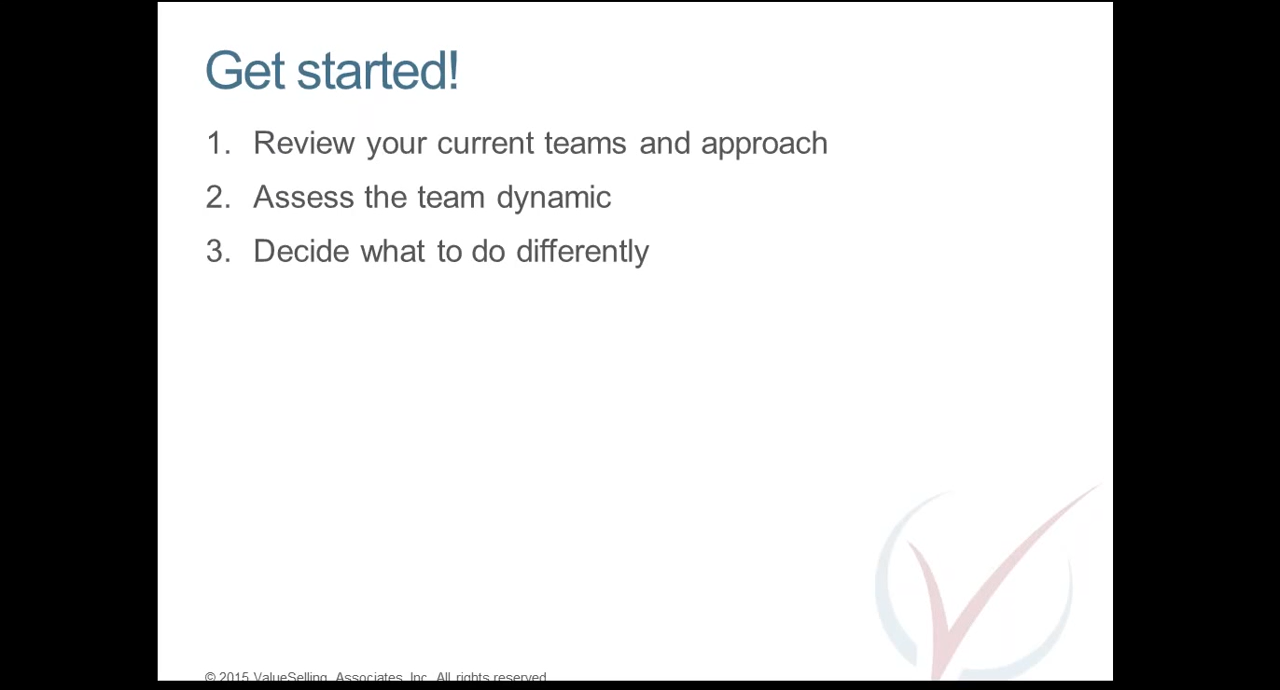 Get started!
1. Review your current teams and approach
2. Assess the team dynamic
3. Decide what to do differently
© 2015 ValueSelling Associates, Inc. All rights reserved